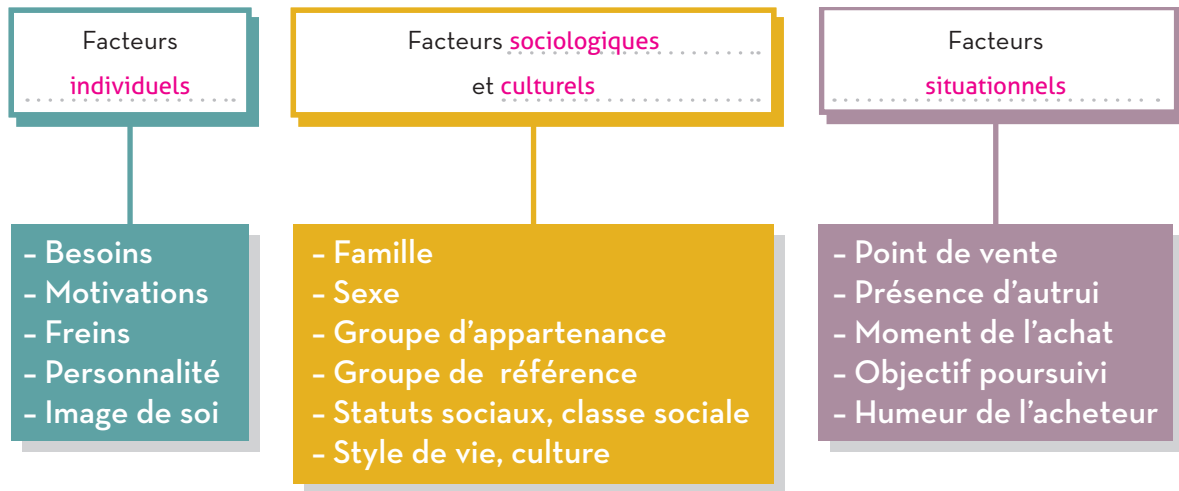 Facteurs
individuels
– Besoins
– Motivations
– Freins
– Personnalité
– Image de soi
Facteurs sociologiques
et culturels
– Famille
– Sexe
– Groupe d’appartenance
– Groupe de référence
– Statuts sociaux, classe sociale
– Style de vie, culture
Facteurs
situationnels
– Point de vente
– Présence d’autrui
– Moment de l’achat
– Objectif poursuivi
– Humeur de l’acheteur